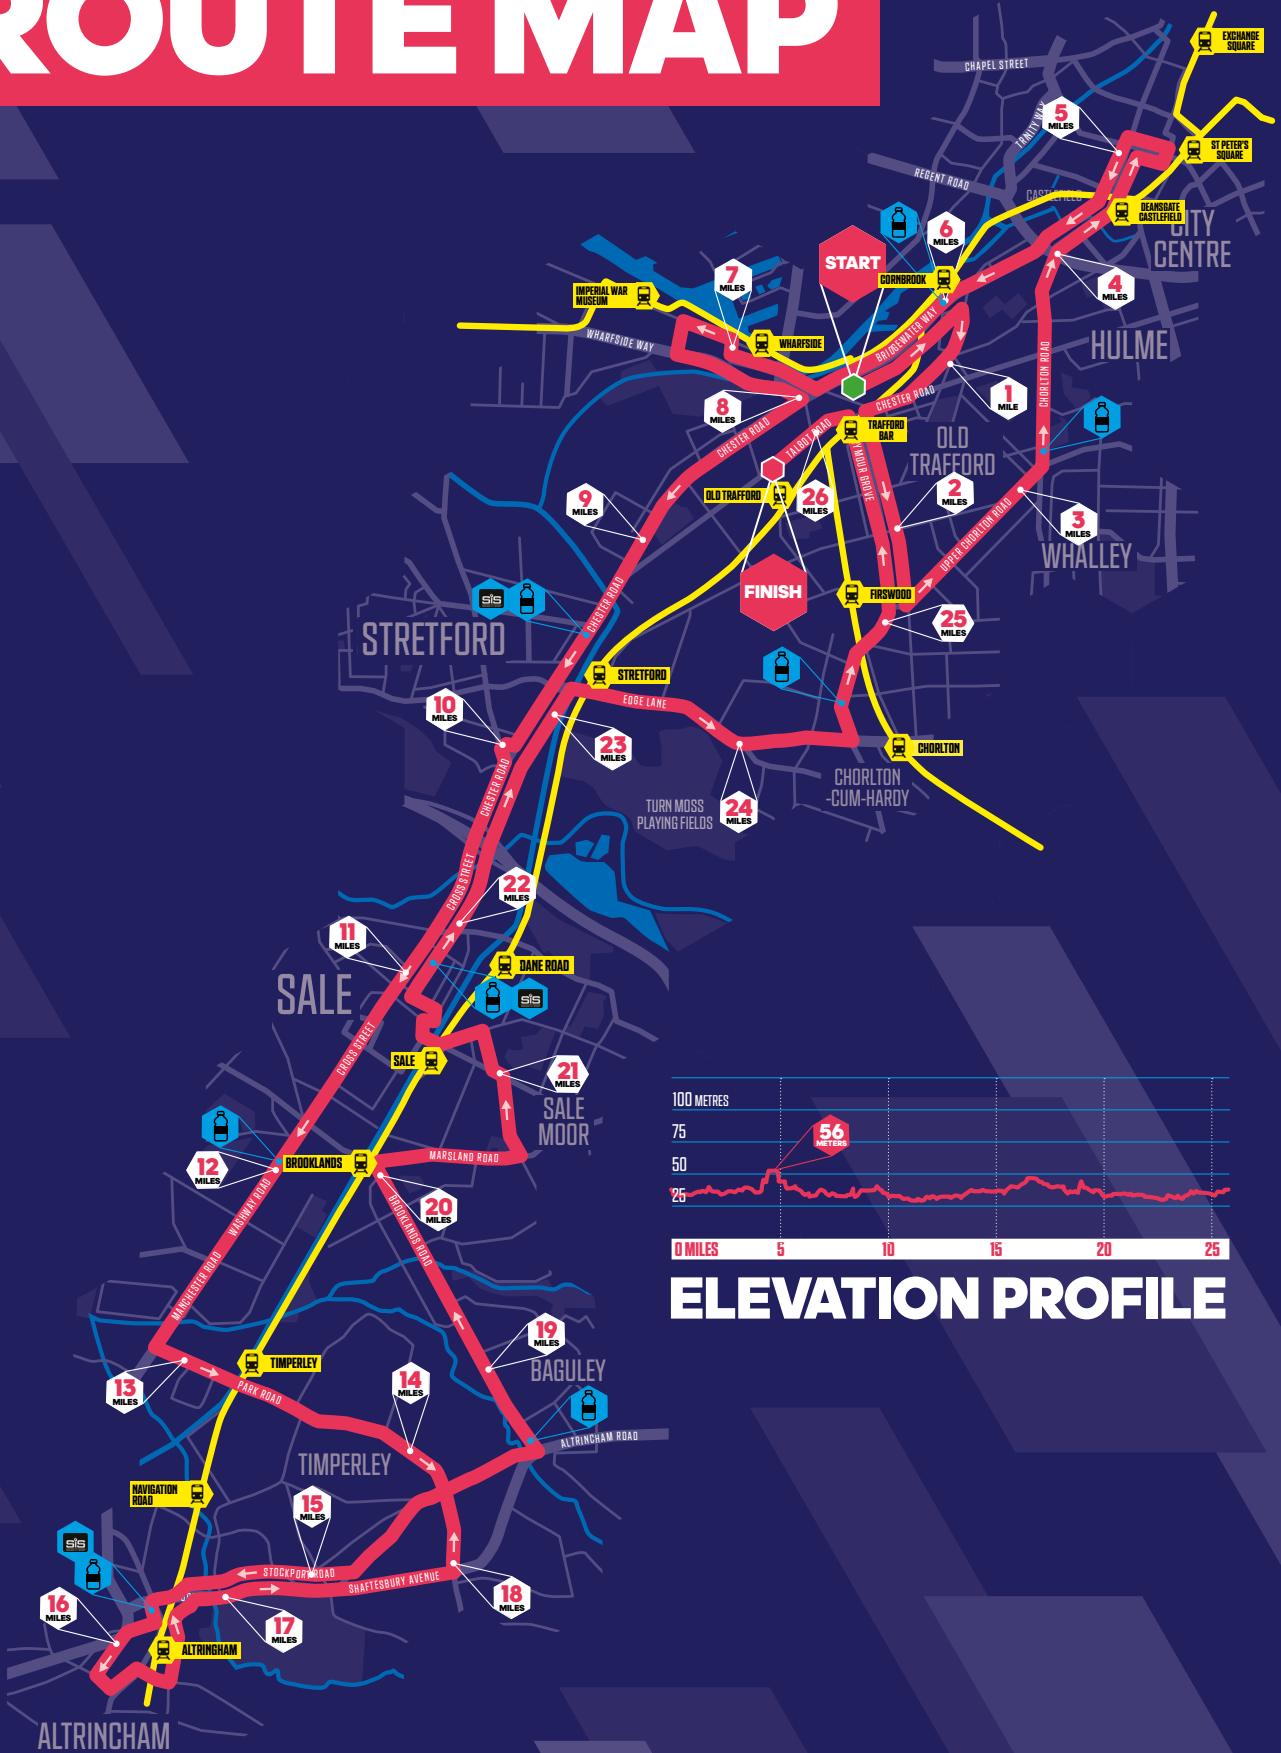 ROUTE MAP
EXCHANGE
SQUARE
CHAPEL STREET
5
MILES
TRINITY WAY
ST PETER'S
SQUARE
REGENT ROAD
CASTLEFIELD
DEANSGATE
CASTLEFIELD
CITY
CENTRE
6
MILES
START
CORNBROOK
7
MILES
4
MILES
IMPERIAL WAR
MUSEUM
WHARFSIDE WAY
WHARFSIDE
BRIDGEWATER WAY
HULME
CHORLTON ROAD
8
MILES
CHESTER ROAD
1
MILE
CHESTER ROAD
TALBOT ROAD
TRAFFORD
BAR
OLD
TRAFFORD
YMOUR GROVE
OLD TRAFFORD
26
MILES
2
MILES
9
MILES
3
MILES
UPPER CHORLTON ROAD
WHALLEY
FINISH
FIRSWOOD
SiS
CHESTER ROAD
25
MILES
STRETFORD
STRETFORD
EDGE LANE
10
MILES
23
MILES
CHORLTON
CHESTER ROAD
CHORLTON
-CUM-HARDY
TURN MOSS
PLAYING FIELDS
24
MILES
CROSS STREET
22
MILES
11
MILES
DANE ROAD
SALE
SiS
CROSS STREET
SALE
21
MILES
SALE
MOOR
100 METRES
75
56
METERS
50
25
0 MILES 5 10 15 20 25
ELEVATION PROFILE
MARSLAND ROAD
BROOKLANDS
12
MILES
WASHWAY ROAD
20
MILES
BROOKLANDS ROAD
MANCHESTER ROAD
19
MILES
BAGULEY
TIMPERLEY
13
MILES
PARK ROAD
14
MILES
ALTRINCHAM ROAD
TIMPERLEY
NAVIGATION
ROAD
15
MILES
SiS
STOCKPORT ROAD
SHAFTESBURY AVENUE
16
MILES
17
MILES
18
MILES
ALTRINGHAM
ALTRINCHAM